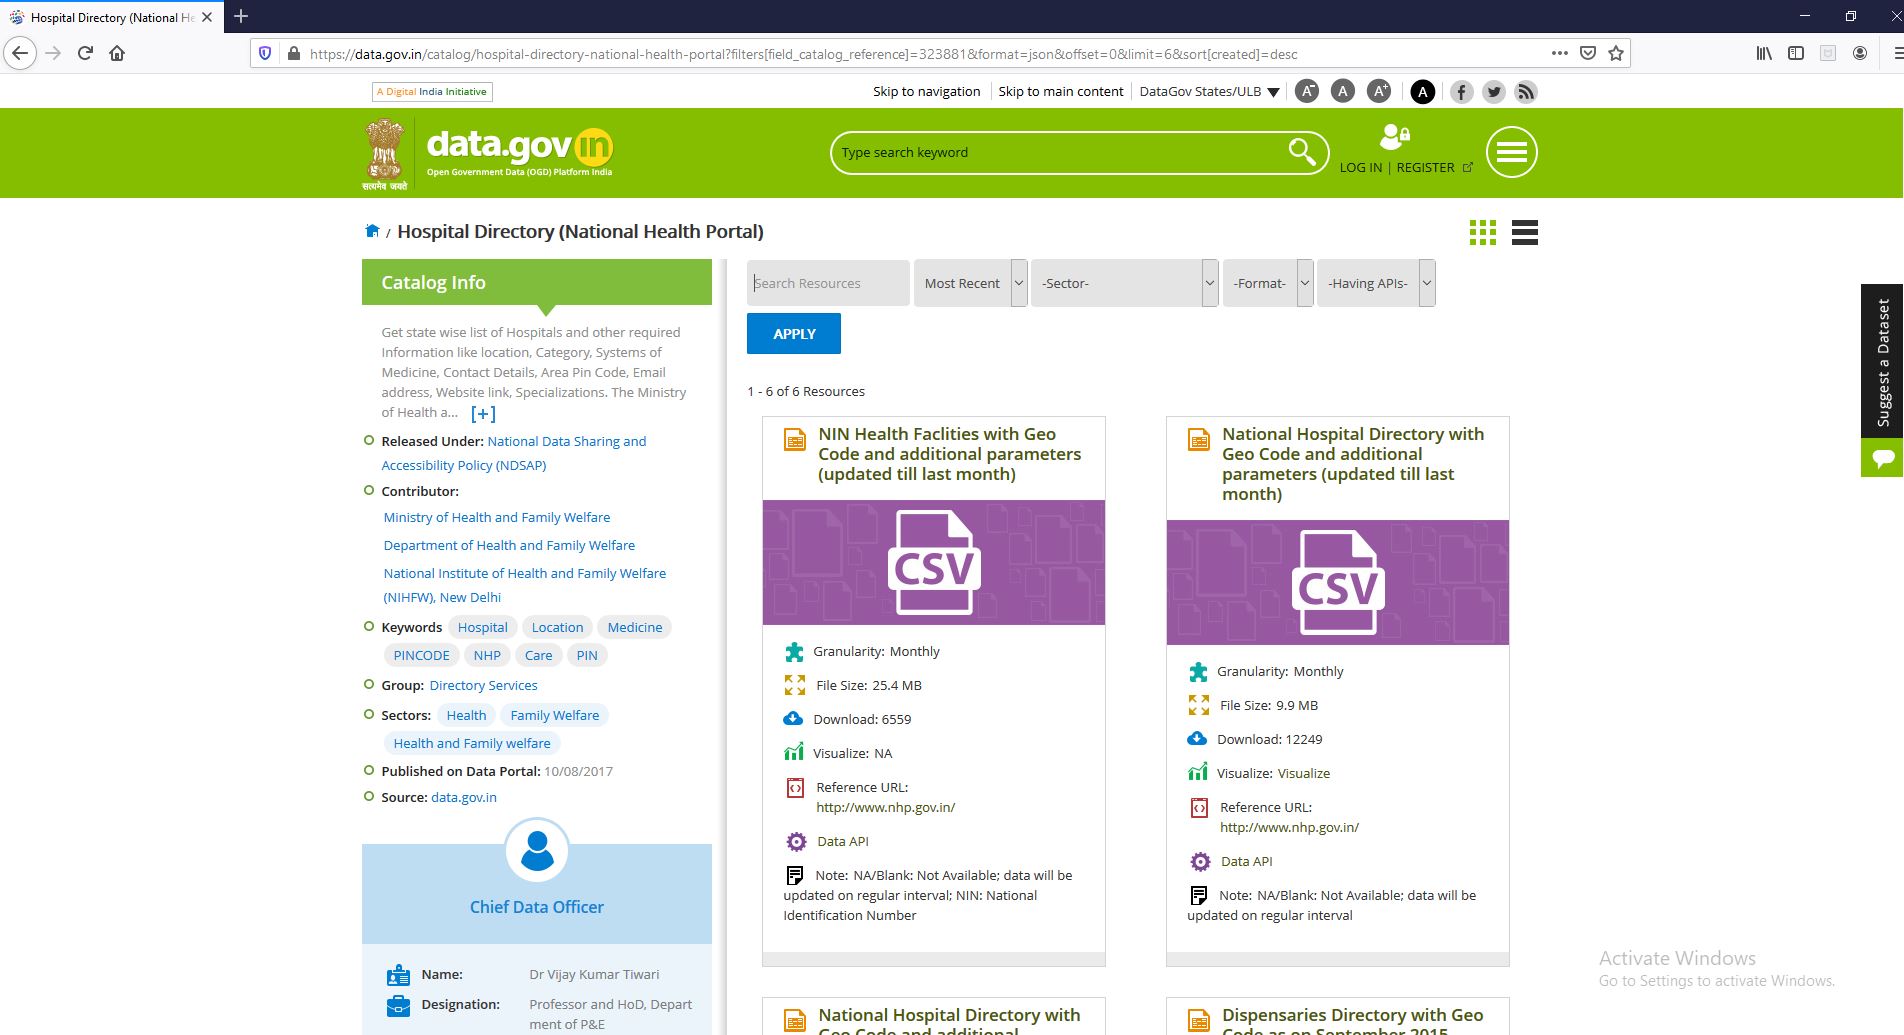 Hospital Directory (National He
https://data.gov.in/catalog/hospital-directory-national-health-portal?filters[field_catalog_reference]=323881&format=json&offset=0&limit=6&sort[created]=desc
A Digital India Initiative
Skip to navigation
Skip to main content
DataGov States/ULB
A-
A
A+
A
सत्यमेव जयते
data.gov in
Open Government Data (OGD) Platform India
Type search keyword
LOG IN | REGISTER
/ Hospital Directory (National Health Portal)
Catalog Info
Get state wise list of Hospitals and other required
Information like location, Category, Systems of
Medicine, Contact Details, Area Pin Code, Email
address, Website link, Specializations. The Ministry
of Health a... [+]
Released Under: National Data Sharing and
Accessibility Policy (NDSAP)
Contributor:
Ministry of Health and Family Welfare
Department of Health and Family Welfare
National Institute of Health and Family Welfare
(NIHFW), New Delhi
Keywords Hospital Location Medicine
PINCODE NHP Care PIN
Group: Directory Services
Sectors: Health Family Welfare
Health and Family welfare
Published on Data Portal: 10/08/2017
Source: data.gov.in
Chief Data Officer
Name: Dr Vijay Kumar Tiwari
Designation: Professor and HoD, Depart
ment of P&E
Search Resources
Most Recent
-Sector-
-Format-
-Having APIs-
APPLY
1 - 6 of 6 Resources
NIN Health Faclities with Geo
Code and additional parameters
(updated till last month)
CSV
Granularity: Monthly
File Size: 25.4 MB
Download: 6559
Visualize: NA
Reference URL:
http://www.nhp.gov.in/
Data API
Note: NA/Blank: Not Available; data will be
updated on regular interval; NIN: National
Identification Number
National Hospital Directory with
Geo Code and additional
parameters (updated till last
month)
CSV
Granularity: Monthly
File Size: 9.9 MB
Download: 12249
Visualize: Visualize
Reference URL:
http://www.nhp.gov.in/
Data API
Note: NA/Blank: Not Available; data will be
updated on regular interval
National Hospital Directory with
Geo Code and additional
Dispensaries Directory with Geo
Code as on September 2015
Suggest a Dataset
Activate Windows
Go to Settings to activate Windows.